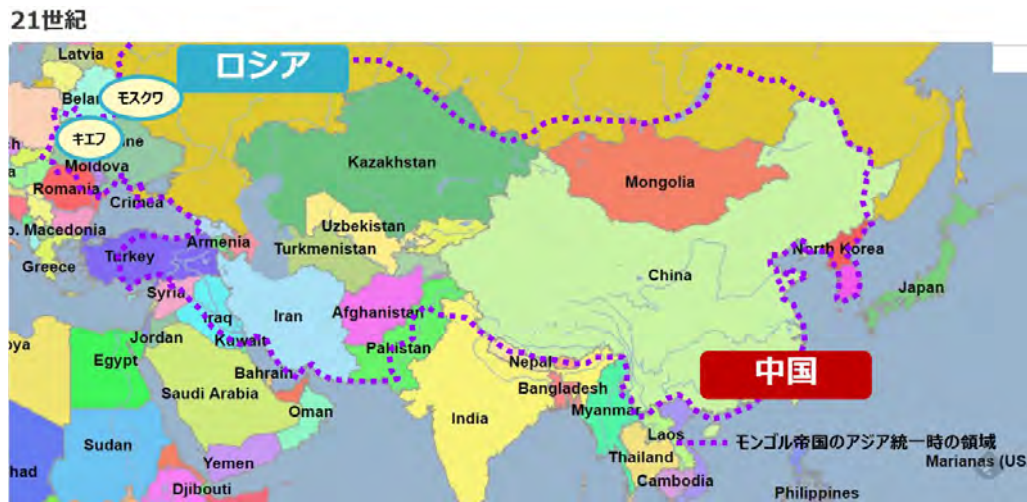 21世紀
Latvia
ロシア
Belar
モスクワ
キエフ
ne
ch
Moldova
Kazakhstan
Mongolia
Romania
Crimea
Uzbekistan
o. Macedonia
Armenia
Turkmenistan
North Korea
Turkey
Greece
China
Japan
Syria
Iraq
Iran
Afghanistan
Jordan
Kuwait
Pakistan
oya
Egypt
Nepal
中国
Bahrain
Saudi Arabia
Bangladesh
Oman
India
Myanmar
Sudan
Laos
モンゴル帝国のアジア統一時の領域
Yemen
Thailand
Marianas (US
had
Cambodia
Djibouti
Philippines